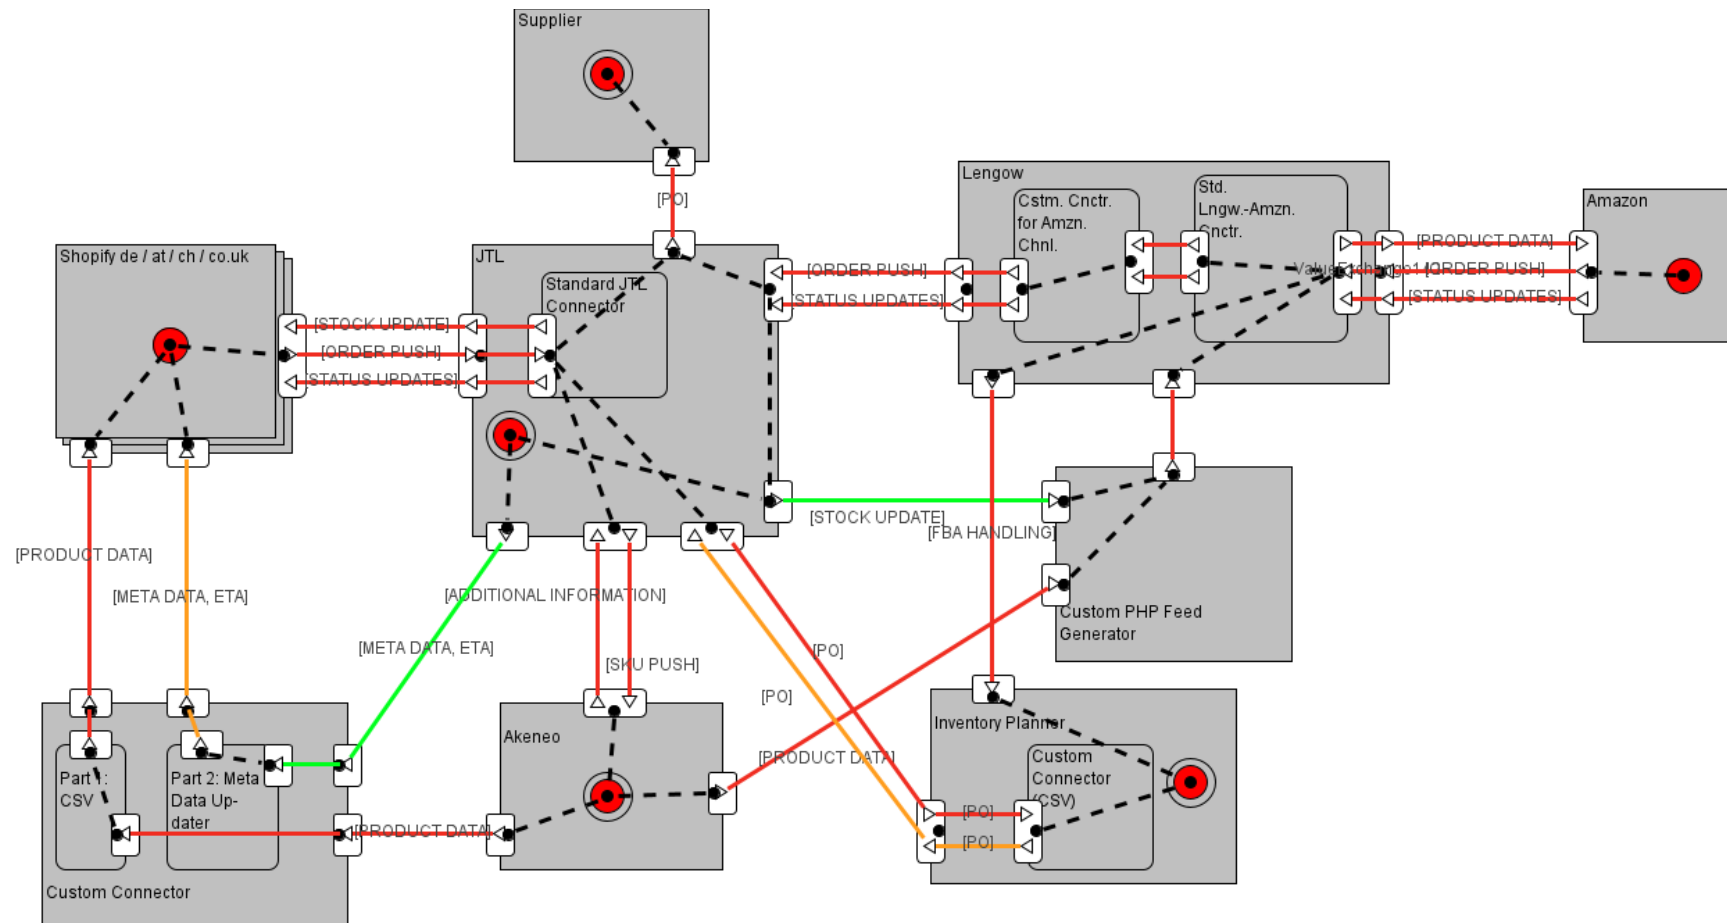 Supplier
[PO]
Lengow
Cstm. Cnctr.
for Amzn.
Chnl.
Std.
Lngw.-Amzn.
Cnctr.
Amazon
Shopify de / at / ch / co.uk
JTL
Standard JTL
Connector
[ORDER PUSH]
[STATUS UPDATES]
[PRODUCT DATA]
[ORDER PUSH]
[STATUS UPDATES]
[STOCK UPDATE]
[ORDER PUSH]
[STATUS UPDATES]
[STOCK UPDATE]
[FBA HANDLING]
[PRODUCT DATA]
[META DATA, ETA]
[ADDITIONAL INFORMATION]
[META DATA, ETA]
[SKU PUSH]
[PO]
[PO]
Custom PHP Feed
Generator
[PRODUCT DATA]
Part 1:
CSV
Part 2: Meta
Data Up-
dater
Custom Connector
[PRODUCT DATA]
Akeneo
Inventory Planner
Custom
Connector
(CSV)
[PO]
[PO]